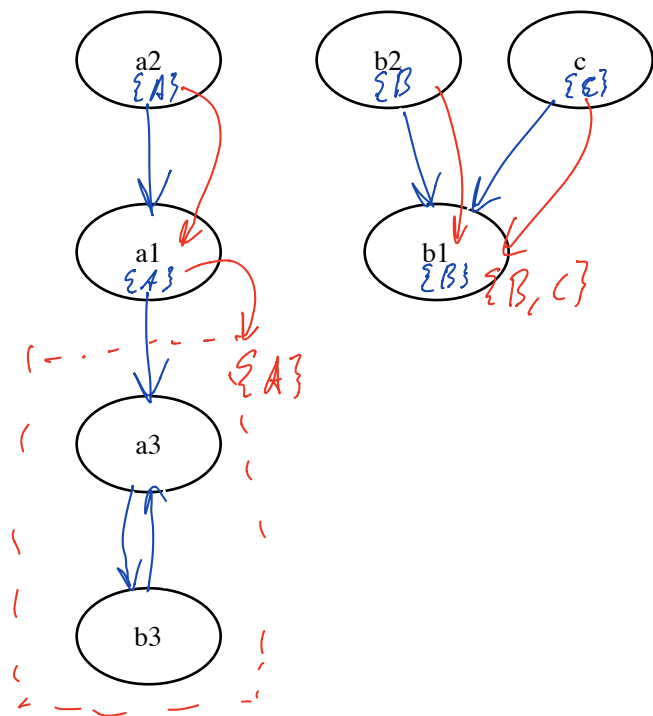 a2 b2 c
{A} {B {C}
a1 b1
{A} {B} {B, C}
{A}
a3
b3